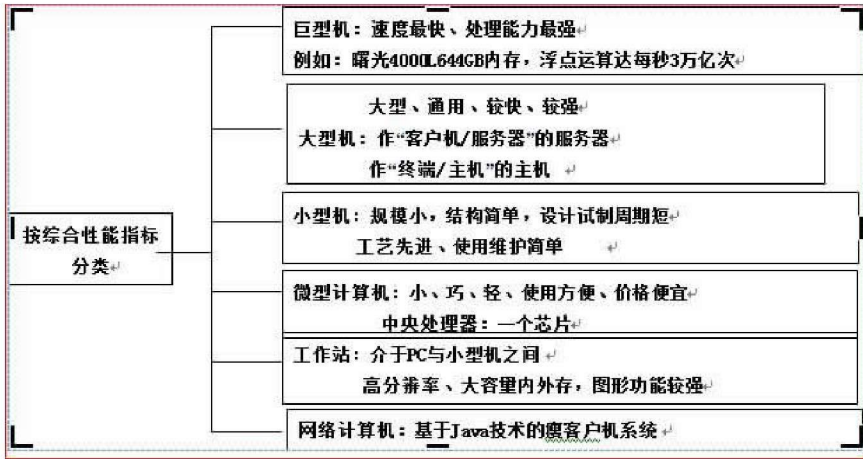 巨型机：速度最快、处理能力最强
例如：曙光4000L644GB内存，浮点运算达每秒3万亿次
大型、通用、较快、较强
大型机：作“客户机/服务器”的服务器
作“终端/主机”的主机
按综合性能指标
分类
小型机：规模小，结构简单，设计试制周期短
工艺先进、使用维护简单
微型计算机：小、巧、轻、使用方便、价格便宜
中央处理器：一个芯片
工作站：介于PC与小型机之间
高分辨率、大容量内外存，图形功能较强
网络计算机：基于Java技术的瘦客户机系统